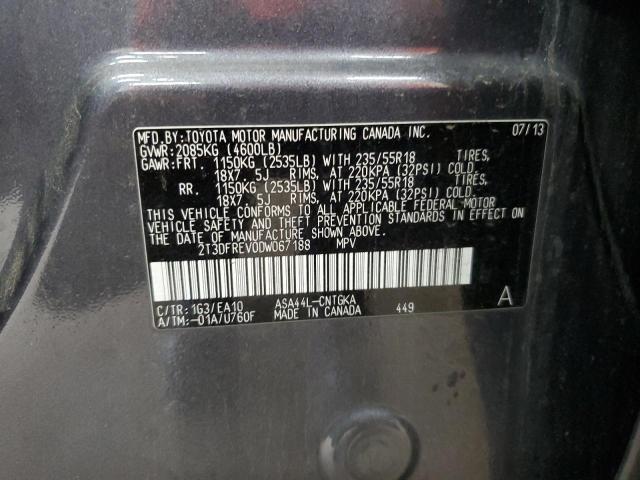 MFD.BY:TOYOTA MOTOR MANUFACTURING CANADA INC. 07/13
GVWR:2085KG (4600LB)
GAWR:FRT 1150KG (2535LB) WITH 235/55R18 TIRES,
18X7 5J RIMS, AT 220KPA (32PSI) COLD.
RR 1150KG (2535LB) WITH 235/55R18 TIRES,
18X7 5J RIMS, AT 220KPA (32PSI) COLD.
THIS VEHICLE CONFORMS TO ALL APPLICABLE FEDERAL MOTOR
VEHICLE SAFETY AND THEFT PREVENTION STANDARDS IN EFFECT ON
THE DATE OF MANUFACTURE SHOWN ABOVE.
2T3DFREV0DW067188 MPV
C/TR:1G3/EA10 ASA44L-CNTGKA
A/TM:-01A/U760F MADE IN CANADA 449 A